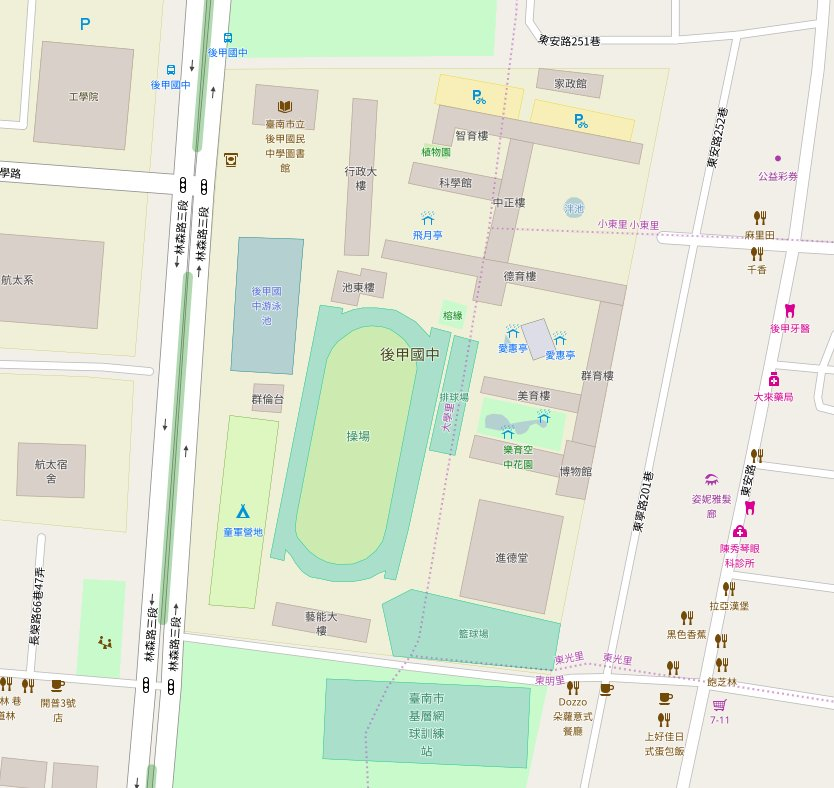 P
東安路251巷
後甲國中
後甲國中
家政館
工學院
臺南市立
後甲國民
中學圖書
館
智育樓
植物園
東安路252巷
行政大
樓
科學館
公益彩券
學路
中正樓
泮池
林森路三段
林森路三段
飛月亭
小東里
小東里
麻里田
千香
航太系
德育樓
池東樓
後甲國
中游泳
池
榕緣
後甲牙醫
愛惠亭
愛惠亭
後甲國中
群育樓
大來藥局
群倫台
排球場
美育樓
大學里
操場
樂育空
中花園
航太宿
舍
博物館
東安路
東寧路201巷
姿妮雅髮
廊
童軍營地
陳秀琴眼
科診所
進德堂
長榮路66巷47弄
拉亞漢堡
林森路三段
林森路三段
藝能大
樓
籃球場
黑色香蕉
東光里
東光里
東明里
飽芝林
林 巷
道林
開普3號
店
臺南市
基層網
球訓練
站
Dozzo
朵蘿意式
餐廳
7-11
上好佳日
式蛋包飯